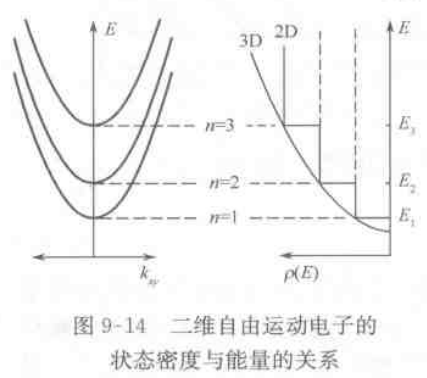 E
3D 2D
E
n=3
E₃
n=2
E₂
n=1
E₁
kₓᵧ
ρ(E)
图 9-14 二维自由运动电子的
状态密度与能量的关系